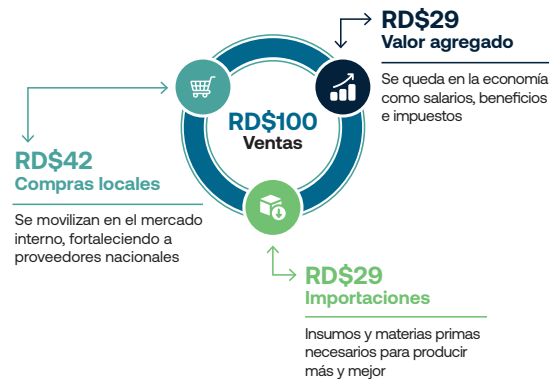 RD$29
Valor agregado
Se queda en la economía
como salarios, beneficios
e impuestos
RD$100
Ventas
RD$42
Compras locales
Se movilizan en el mercado
interno, fortaleciendo a
proveedores nacionales
RD$29
Importaciones
Insumos y materias primas
necesarios para producir
más y mejor